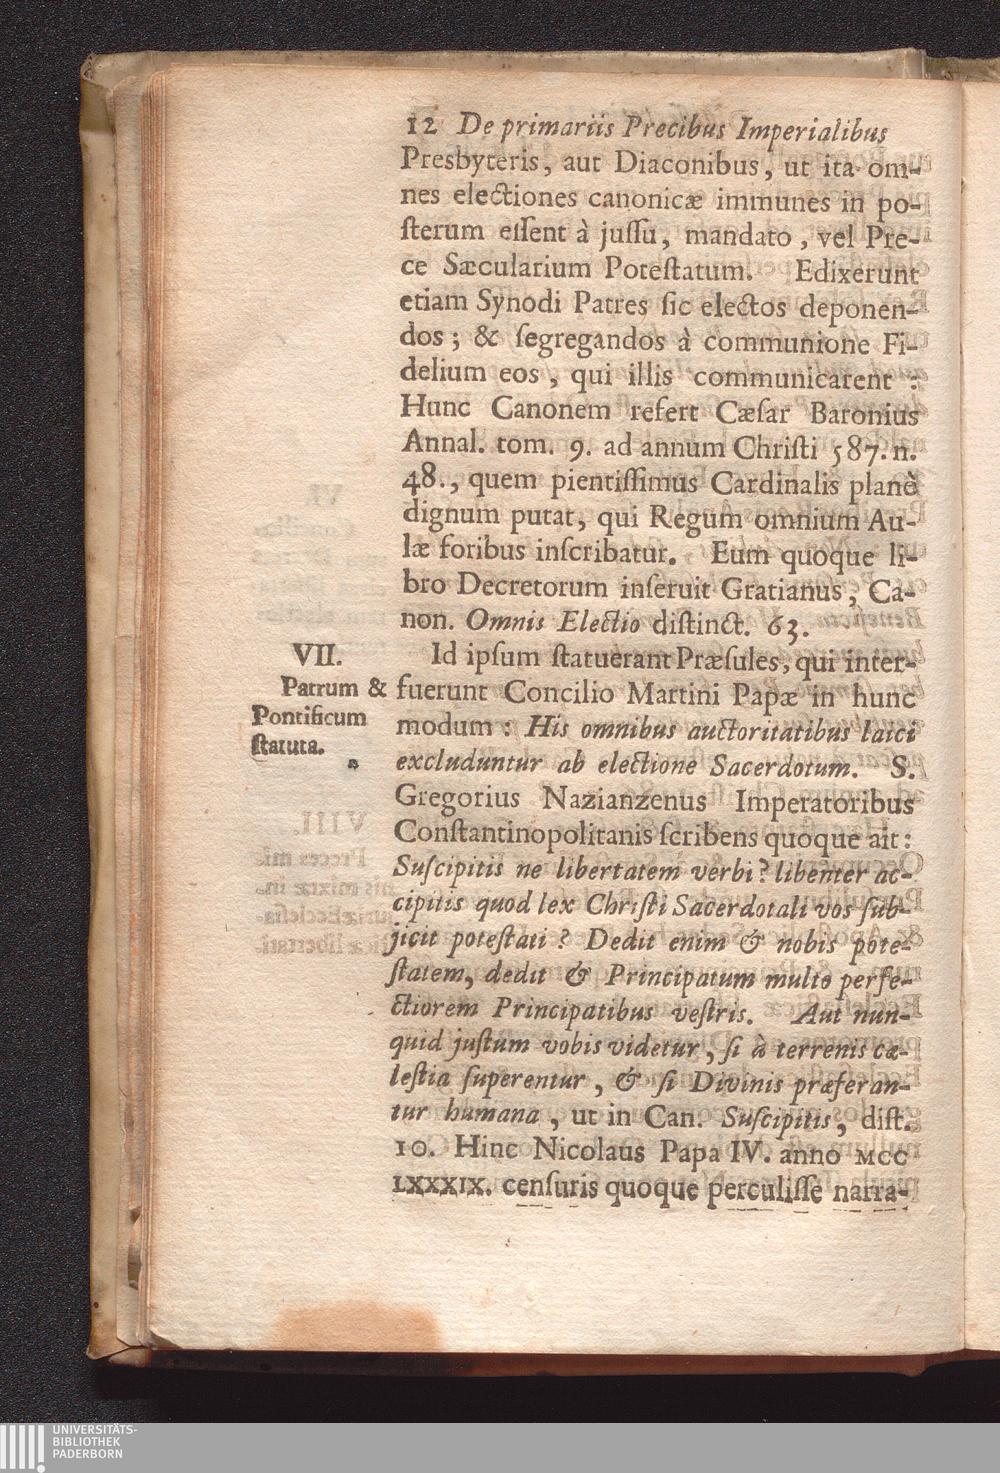 12 De primariis Precibus Imperialibus
Presbyteris, aut Diaconibus, ut ita om-
nes electiones canonicæ immunes in po-
ſterum eſſent à juſſu, mandato, vel Pre-
ce Sæcularium Poteſtatum. Edixerunt
etiam Synodi Patres ſic electos deponen-
dos; & ſegregandos à communione Fi-
delium eos, qui illis communicarent:
Hunc Canonem refert Cæſar Baronius
Annal. tom. 9. ad annum Chriſti 587. n.
48., quem pientiſſimus Cardinalis planè
dignum putat, qui Regum omnium Au-
læ foribus inſcribatur. Eum quoque li-
bro Decretorum inſeruit Gratianus, Ca-
non. Omnis Electio diſtinct. 63.
VII.
Patrum &
Pontificum
ſtatuta.
Id ipſum ſtatuerant Præſules, qui inter-
fuerunt Concilio Martini Papæ in hunc
modum: His omnibus auctoritatibus laici
excluduntur ab electione Sacerdotum. S.
Gregorius Nazianzenus Imperatoribus
Conſtantinopolitanis ſcribens quoque ait:
Suſcipitis ne libertatem verbi? libenter ac-
cipitis quod lex Chriſti Sacerdotali vos ſub-
jicit poteſtati? Dedit enim & nobis pote-
ſtatem, dedit & Principatum multo perfe-
ctiorem Principatibus veſtris. Aut nun-
quid juſtum vobis videtur, ſi à terrenis cæ-
leſtia ſuperentur, & ſi Divinis præferan-
tur humana, ut in Can. Suſcipitis, diſt.
10. Hinc Nicolaus Papa IV. anno MCC
LXXXIX. cenſuris quoque perculiſſe narra-
UNIVERSITÄTS-
BIBLIOTHEK
PADERBORN